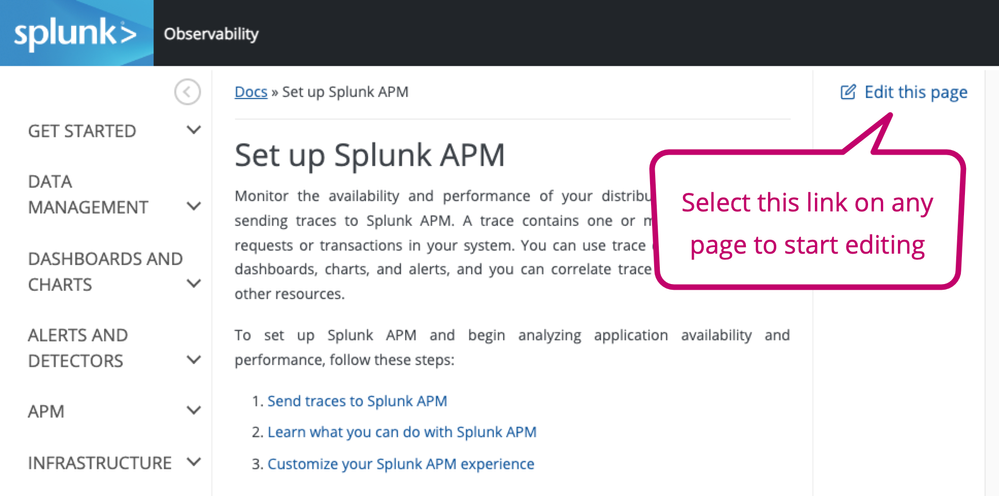 splunk>
Observability
Docs » Set up Splunk APM
Edit this page
GET STARTED
DATA
MANAGEMENT
DASHBOARDS AND
CHARTS
ALERTS AND
DETECTORS
APM
INFRASTRUCTURE
Set up Splunk APM
Monitor the availability and performance of your
sending traces to Splunk APM. A trace contains one or
requests or transactions in your system. You can use trace
dashboards, charts, and alerts, and you can correlate trace
other resources.
To set up Splunk APM and begin analyzing application availability and
performance, follow these steps:
1. Send traces to Splunk APM
2. Learn what you can do with Splunk APM
3. Customize your Splunk APM experience
Select this link on any
page to start editing